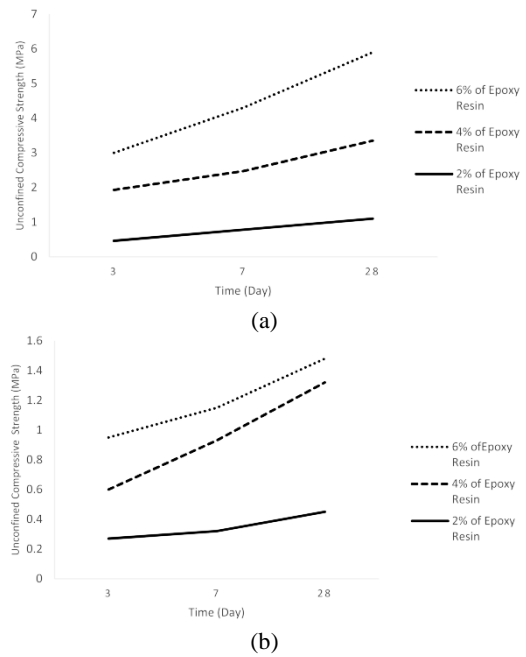 7
6
5
4
3
2
1
0
Unconfined Compressive Strength (MPa)
3 7 28
Time (Day)
6% of Epoxy
Resin
4% of Epoxy
Resin
2% of Epoxy
Resin
(a)
1.6
1.4
1.2
1
0.8
0.6
0.4
0.2
0
Unconfined Compressive Strength (MPa)
3 7 28
Time (Day)
6% ofEpoxy
Resin
4% of Epoxy
Resin
2% of Epoxy
Resin
(b)